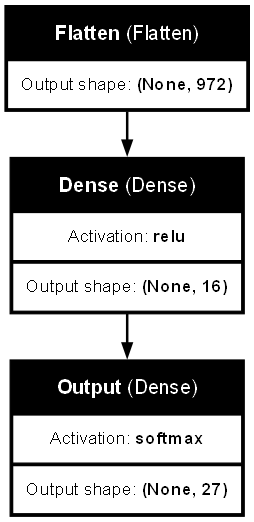 Flatten (Flatten)
Output shape: (None, 972)
Dense (Dense)
Activation: relu
Output shape: (None, 16)
Output (Dense)
Activation: softmax
Output shape: (None, 27)